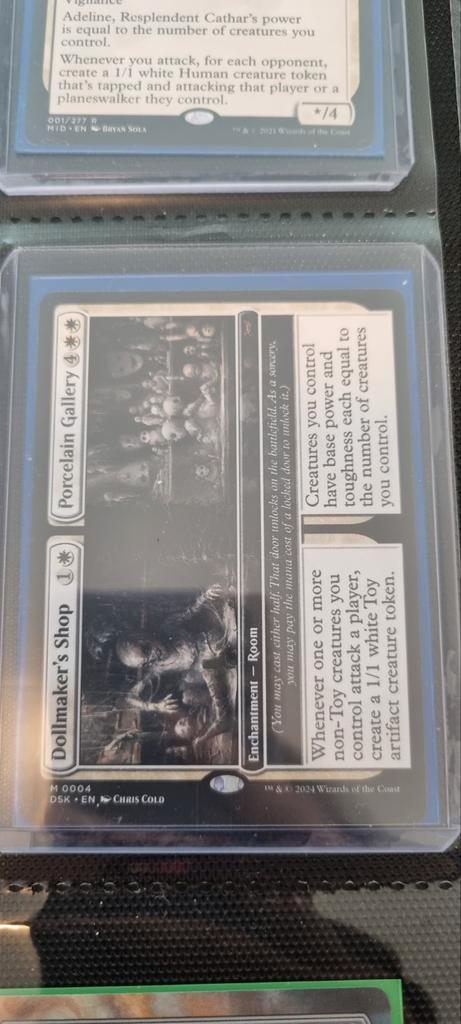 Vigilance
Adeline, Resplendent Cathar's power
is equal to the number of creatures you
control.
Whenever you attack, for each opponent,
create a 1/1 white Human creature token
that's tapped and attacking that player or a
planeswalker they control.
*/4
001/277 R
MID • EN Bryan Sola
™ & © 2021 Wizards of the Coast
Dollmaker's Shop 1
Porcelain Gallery 4
Enchantment — Room
(You may cast either half. That door unlocks on the battlefield. As a sorcery,
you may pay the mana cost of a locked door to unlock it.)
Whenever one or more
non-Toy creatures you
control attack a player,
create a 1/1 white Toy
artifact creature token.
Creatures you control
have base power and
toughness each equal to
the number of creatures
you control.
M 0004
DSK • EN Chris Cold
™ & © 2024 Wizards of the Coast